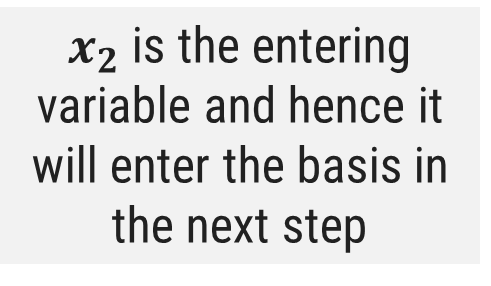 x₂ is the entering
variable and hence it
will enter the basis in
the next step